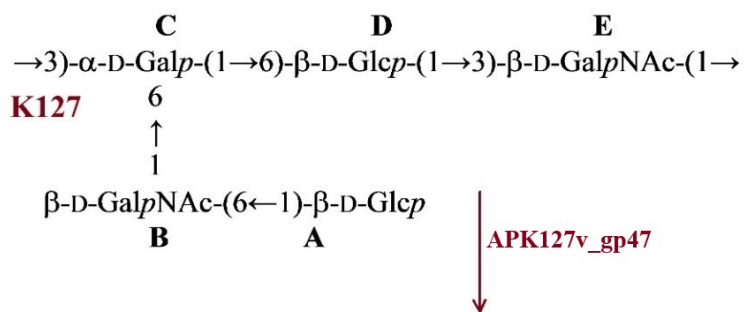 C D E
→3)-α-D-Galp-(1→6)-β-D-Glcp-(1→3)-β-D-GalpNAc-(1→
K127 6
↑
1
β-D-GalpNAc-(6←1)-β-D-Glcp
B A
APK127v_gp47